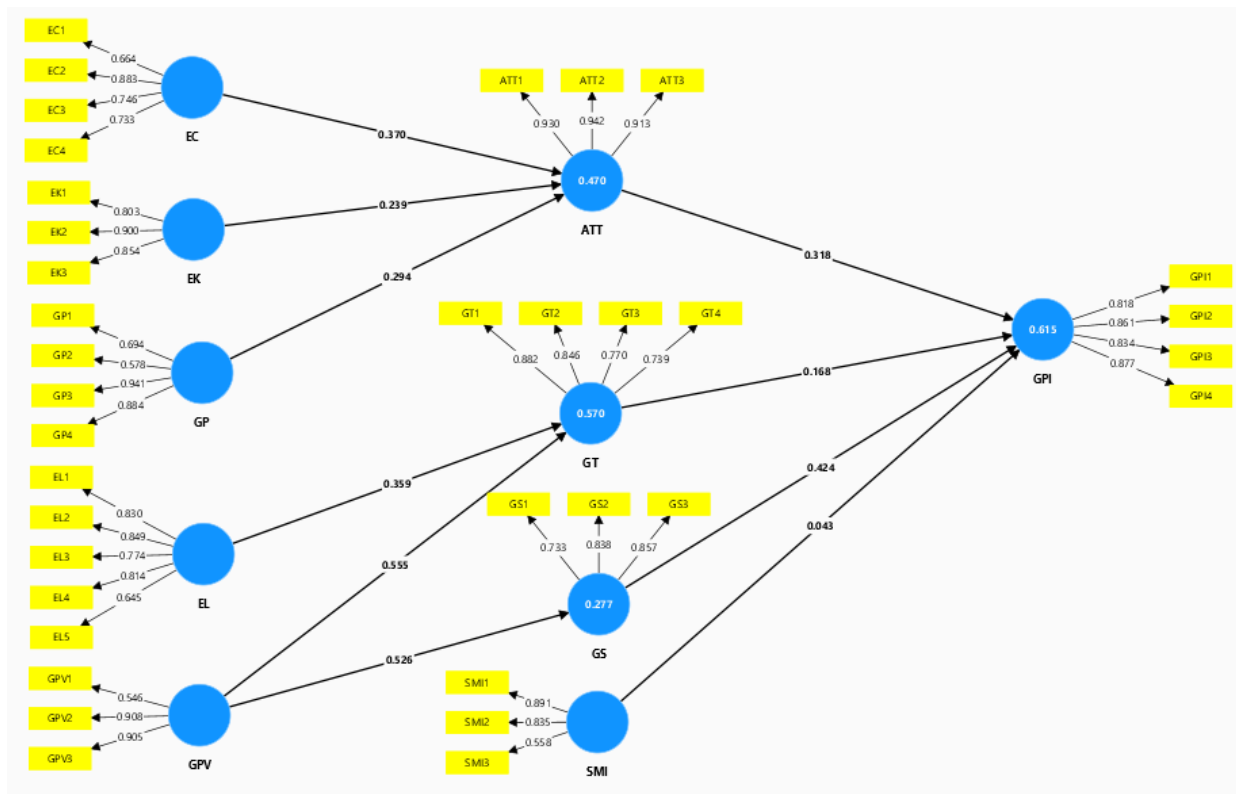 EC1
EC2
EC3
EC4
0.664
0.883
0.746
0.733
EC
EK1
EK2
EK3
0.803
0.900
0.854
EK
GP1
GP2
GP3
GP4
0.694
0.578
0.941
0.884
GP
EL1
EL2
EL3
EL4
EL5
0.830
0.849
0.774
0.814
0.645
EL
GPV1
GPV2
GPV3
0.546
0.908
0.905
GPV
0.370
0.239
0.294
0.359
0.555
0.526
ATT1
ATT2
ATT3
0.930
0.942
0.913
0.470
ATT
GT1
GT2
GT3
GT4
0.882
0.846
0.770
0.739
0.570
GT
GS1
GS2
GS3
0.733
0.838
0.857
0.277
GS
SMI1
SMI2
SMI3
0.891
0.835
0.558
SMI
0.318
0.168
0.424
0.043
0.615
GPI
0.818
0.861
0.834
0.877
GPI1
GPI2
GPI3
GPI4